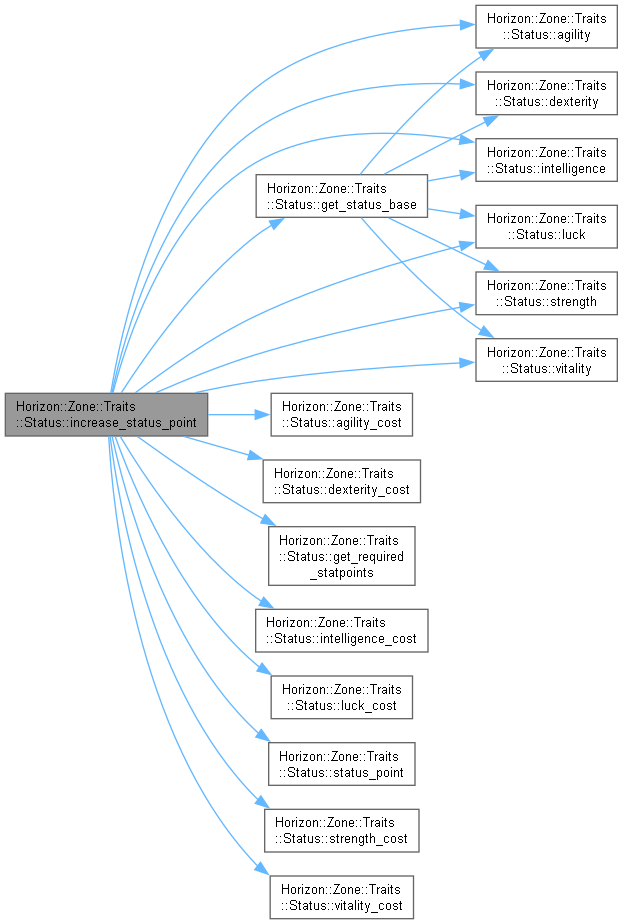 Horizon::Zone::Traits
::Status::agility
Horizon::Zone::Traits
::Status::dexterity
Horizon::Zone::Traits
::Status::intelligence
Horizon::Zone::Traits
::Status::get_status_base
Horizon::Zone::Traits
::Status::luck
Horizon::Zone::Traits
::Status::strength
Horizon::Zone::Traits
::Status::vitality
Horizon::Zone::Traits
::Status::increase_status_point
Horizon::Zone::Traits
::Status::agility_cost
Horizon::Zone::Traits
::Status::dexterity_cost
Horizon::Zone::Traits
::Status::get_required
_statpoints
Horizon::Zone::Traits
::Status::intelligence_cost
Horizon::Zone::Traits
::Status::luck_cost
Horizon::Zone::Traits
::Status::status_point
Horizon::Zone::Traits
::Status::strength_cost
Horizon::Zone::Traits
::Status::vitality_cost